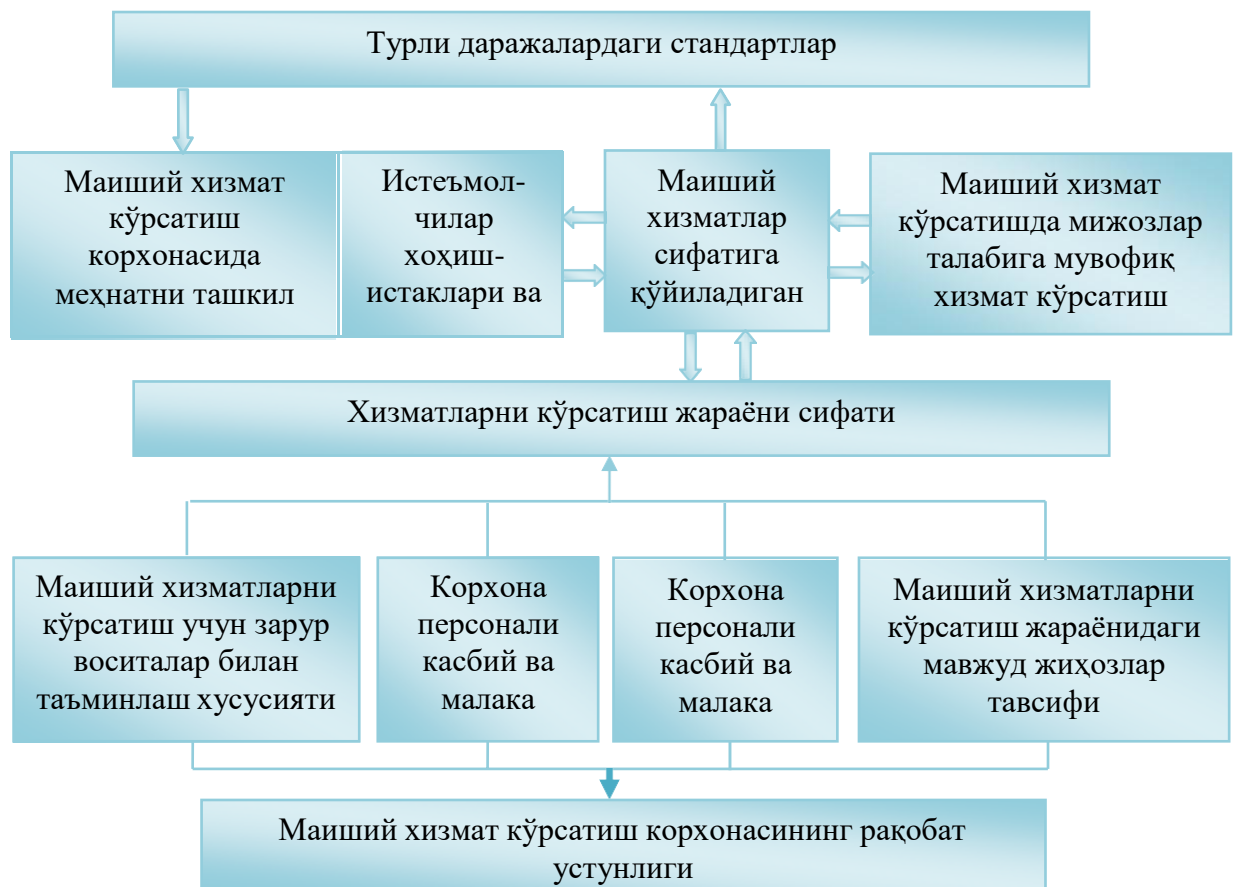 Турли даражалардаги стандартлар
Маиший хизмат
кўрсатиш
корхонасида
меҳнатни ташкил
Истеъмол-
чилар
хоҳиш-
истаклари ва
Маиший
хизматлар
сифатига
қўйиладиган
Маиший хизмат
кўрсатишда мижозлар
талабига мувофиқ
хизмат кўрсатиш
Хизматларни кўрсатиш жараёни сифати
Маиший хизматларни
кўрсатиш учун зарур
воситалар билан
таъминлаш хусусияти
Корхона
персонали
касбий ва
малака
Корхона
персонали
касбий ва
малака
Маиший хизматларни
кўрсатиш жараёнидаги
мавжуд жиҳозлар
тавсифи
Маиший хизмат кўрсатиш корхонасининг рақобат
устунлиги